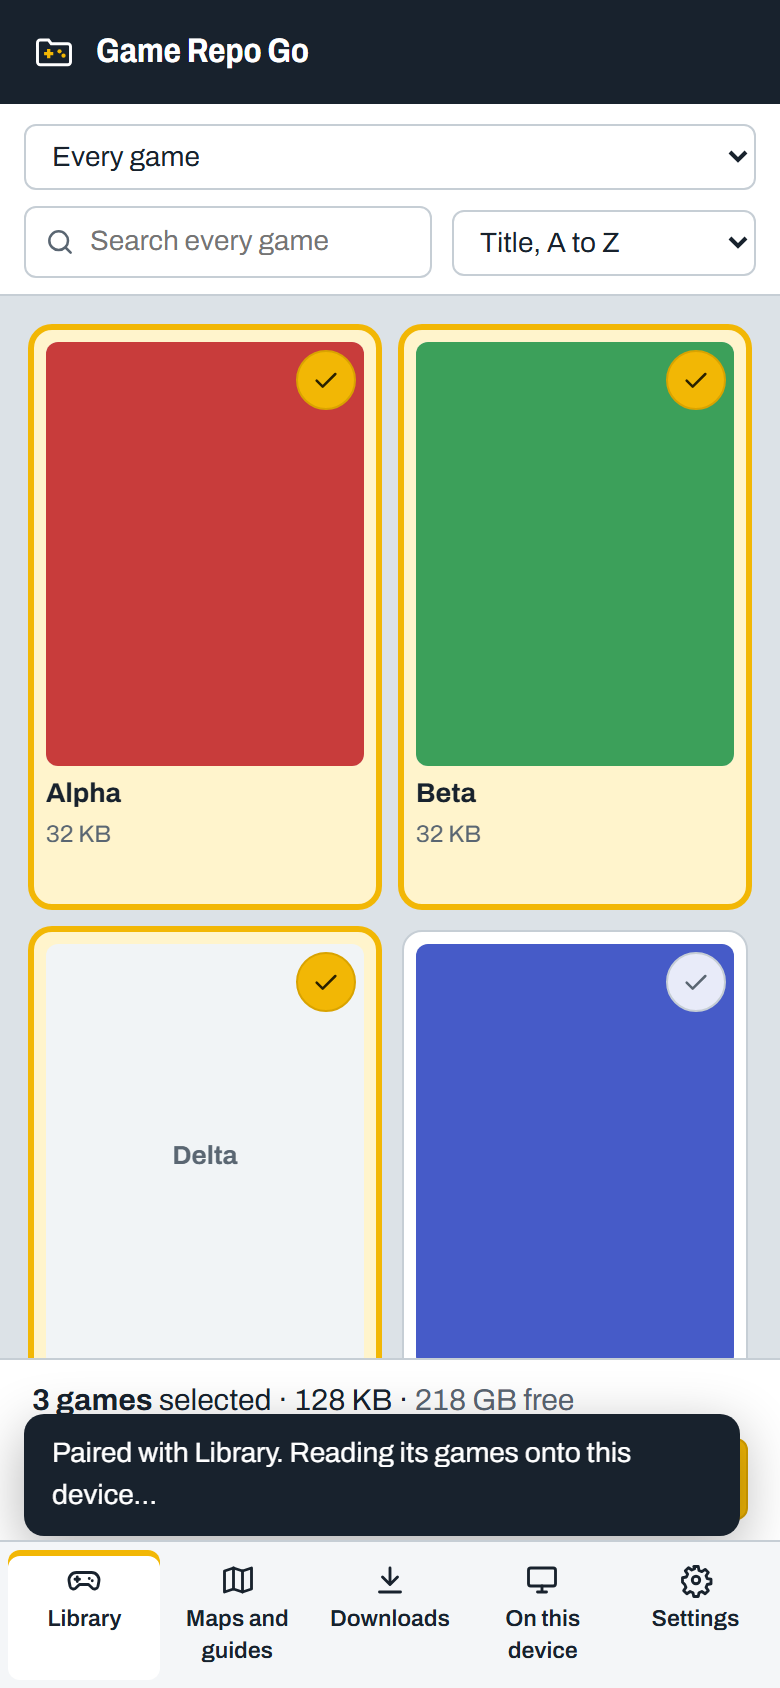 Game Repo Go
Every game
Search every game
Title, A to Z
Alpha
32 KB
Beta
32 KB
Delta
3 games selected · 128 KB · 218 GB free
Paired with Library. Reading its games onto this
device...
Library
Maps and
guides
Downloads
On this
device
Settings